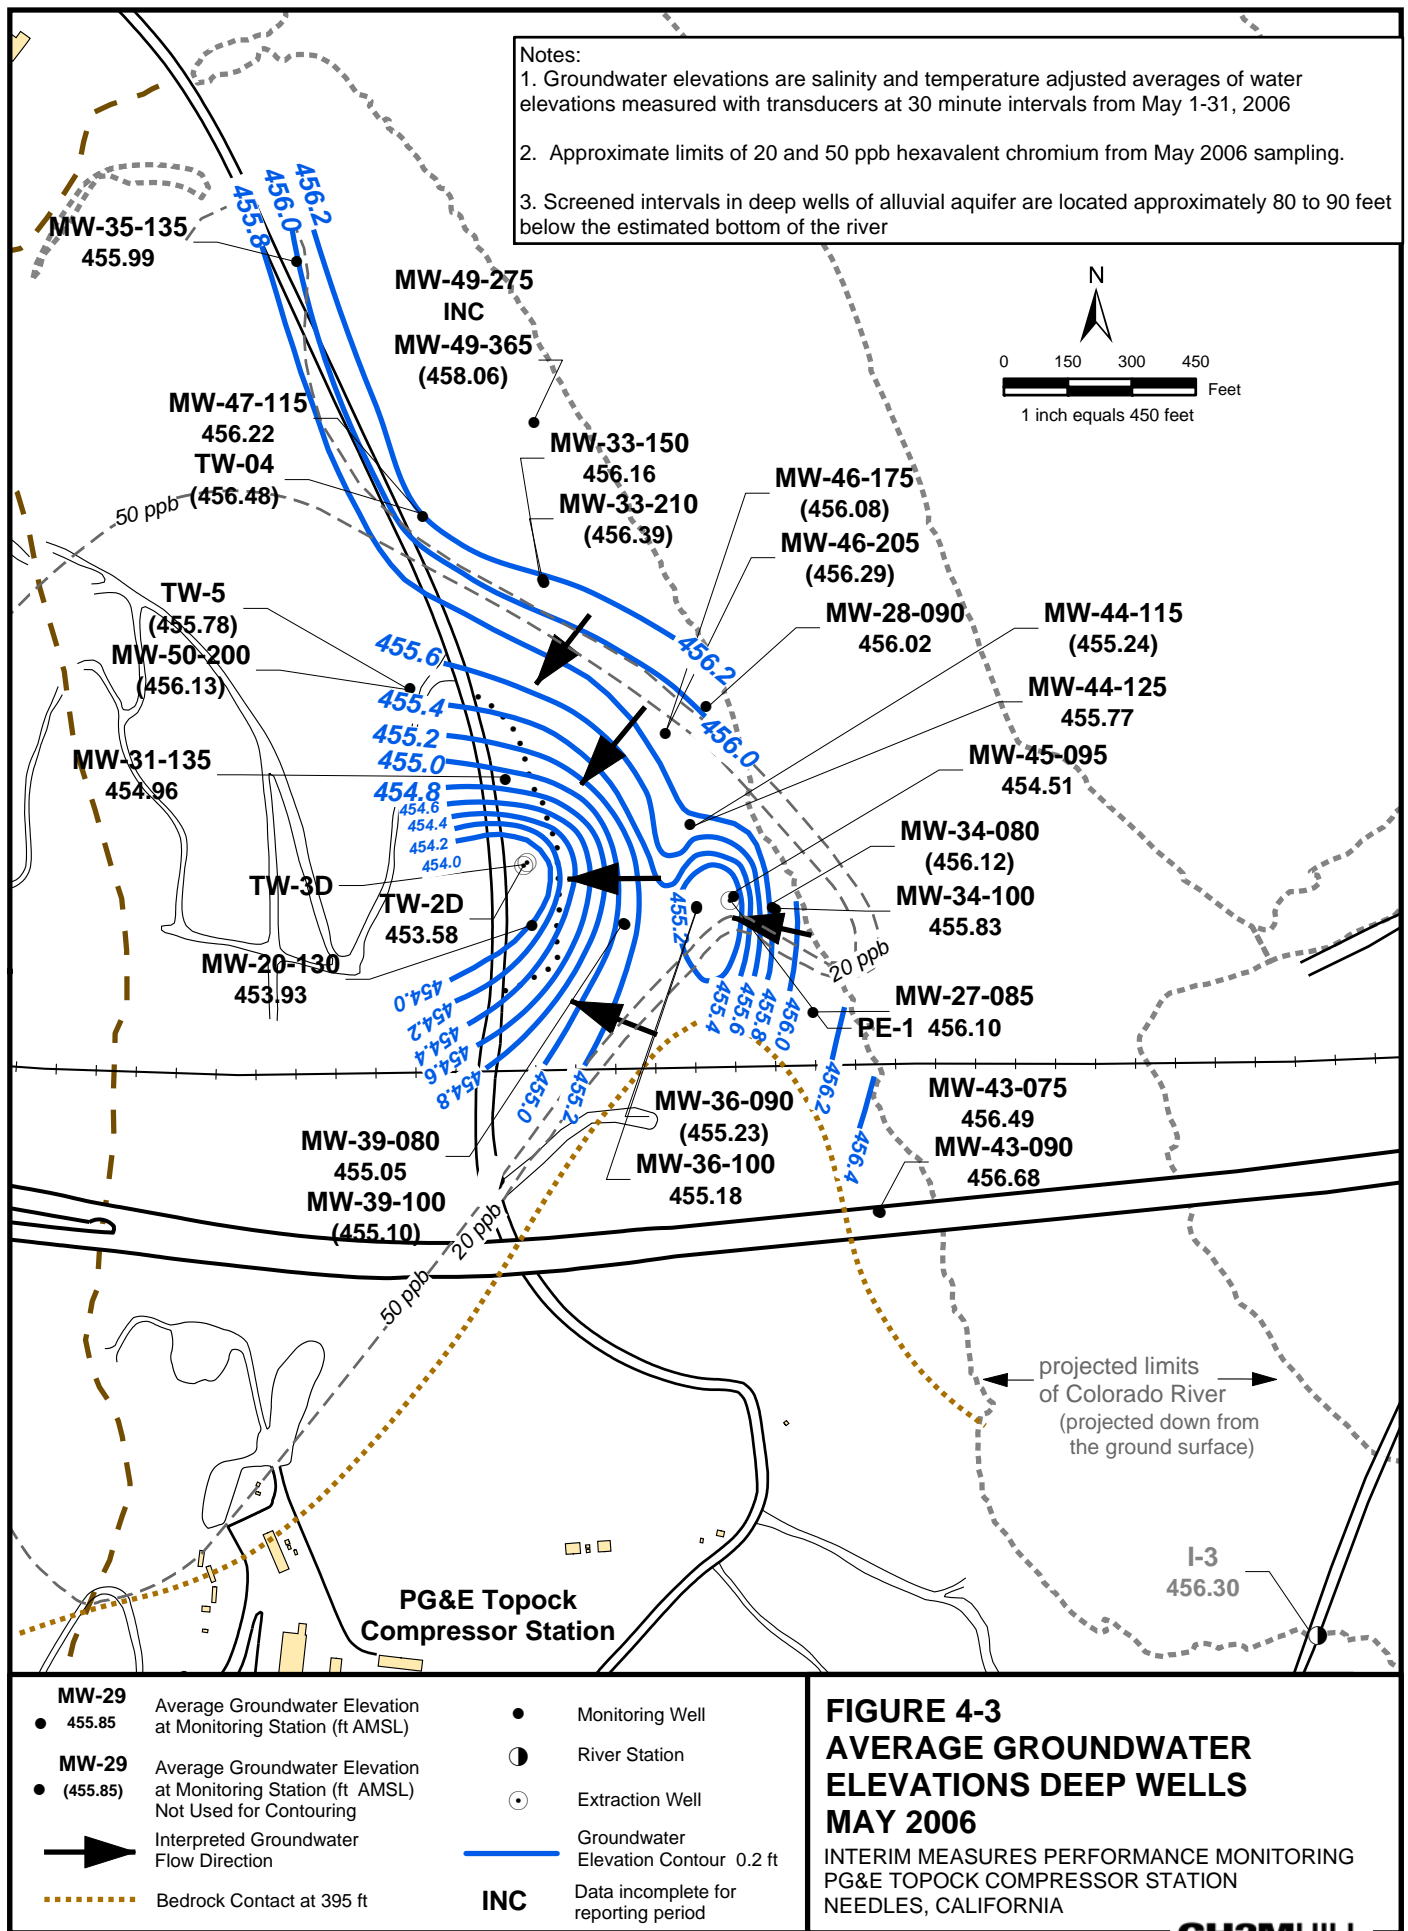 Notes:
1. Groundwater elevations are salinity and temperature adjusted averages of water
elevations measured with transducers at 30 minute intervals from May 1-31, 2006
2. Approximate limits of 20 and 50 ppb hexavalent chromium from May 2006 sampling.
3. Screened intervals in deep wells of alluvial aquifer are located approximately 80 to 90 feet
below the estimated bottom of the river
N
0 150 300 450
Feet
1 inch equals 450 feet
455.8
456.0
456.2
MW-35-135
455.99
MW-49-275
INC
MW-49-365
(458.06)
MW-47-115
456.22
TW-04
(456.48)
50 ppb
MW-33-150
456.16
MW-33-210
(456.39)
MW-46-175
(456.08)
MW-46-205
(456.29)
MW-28-090
456.02
MW-44-115
(455.24)
MW-44-125
455.77
MW-45-095
454.51
MW-34-080
(456.12)
MW-34-100
455.83
TW-5
(455.78)
MW-50-200
(456.13)
MW-31-135
454.96
455.6
455.4
455.2
455.0
454.8
454.6
454.4
454.2
454.0
456.2
456.0
TW-3D
TW-2D
453.58
MW-20-130
453.93
455.2
20 ppb
MW-27-085
456.10
PE-1
454.0
454.2
454.4
454.6
454.8
455.0
455.2
455.4
455.6
455.8
456.0
456.2
456.4
MW-43-075
456.49
MW-43-090
456.68
MW-36-090
(455.23)
MW-36-100
455.18
MW-39-080
455.05
MW-39-100
(455.10)
20 ppb
50 ppb
projected limits
of Colorado River
(projected down from
the ground surface)
I-3
456.30
PG&E Topock
Compressor Station
MW-29
455.85
Average Groundwater Elevation
at Monitoring Station (ft AMSL)
MW-29
(455.85)
Average Groundwater Elevation
at Monitoring Station (ft AMSL)
Not Used for Contouring
Interpreted Groundwater
Flow Direction
Bedrock Contact at 395 ft
Monitoring Well
River Station
Extraction Well
Groundwater
Elevation Contour 0.2 ft
INC
Data incomplete for
reporting period
FIGURE 4-3
AVERAGE GROUNDWATER
ELEVATIONS DEEP WELLS
MAY 2006
INTERIM MEASURES PERFORMANCE MONITORING
PG&E TOPOCK COMPRESSOR STATION
NEEDLES, CALIFORNIA